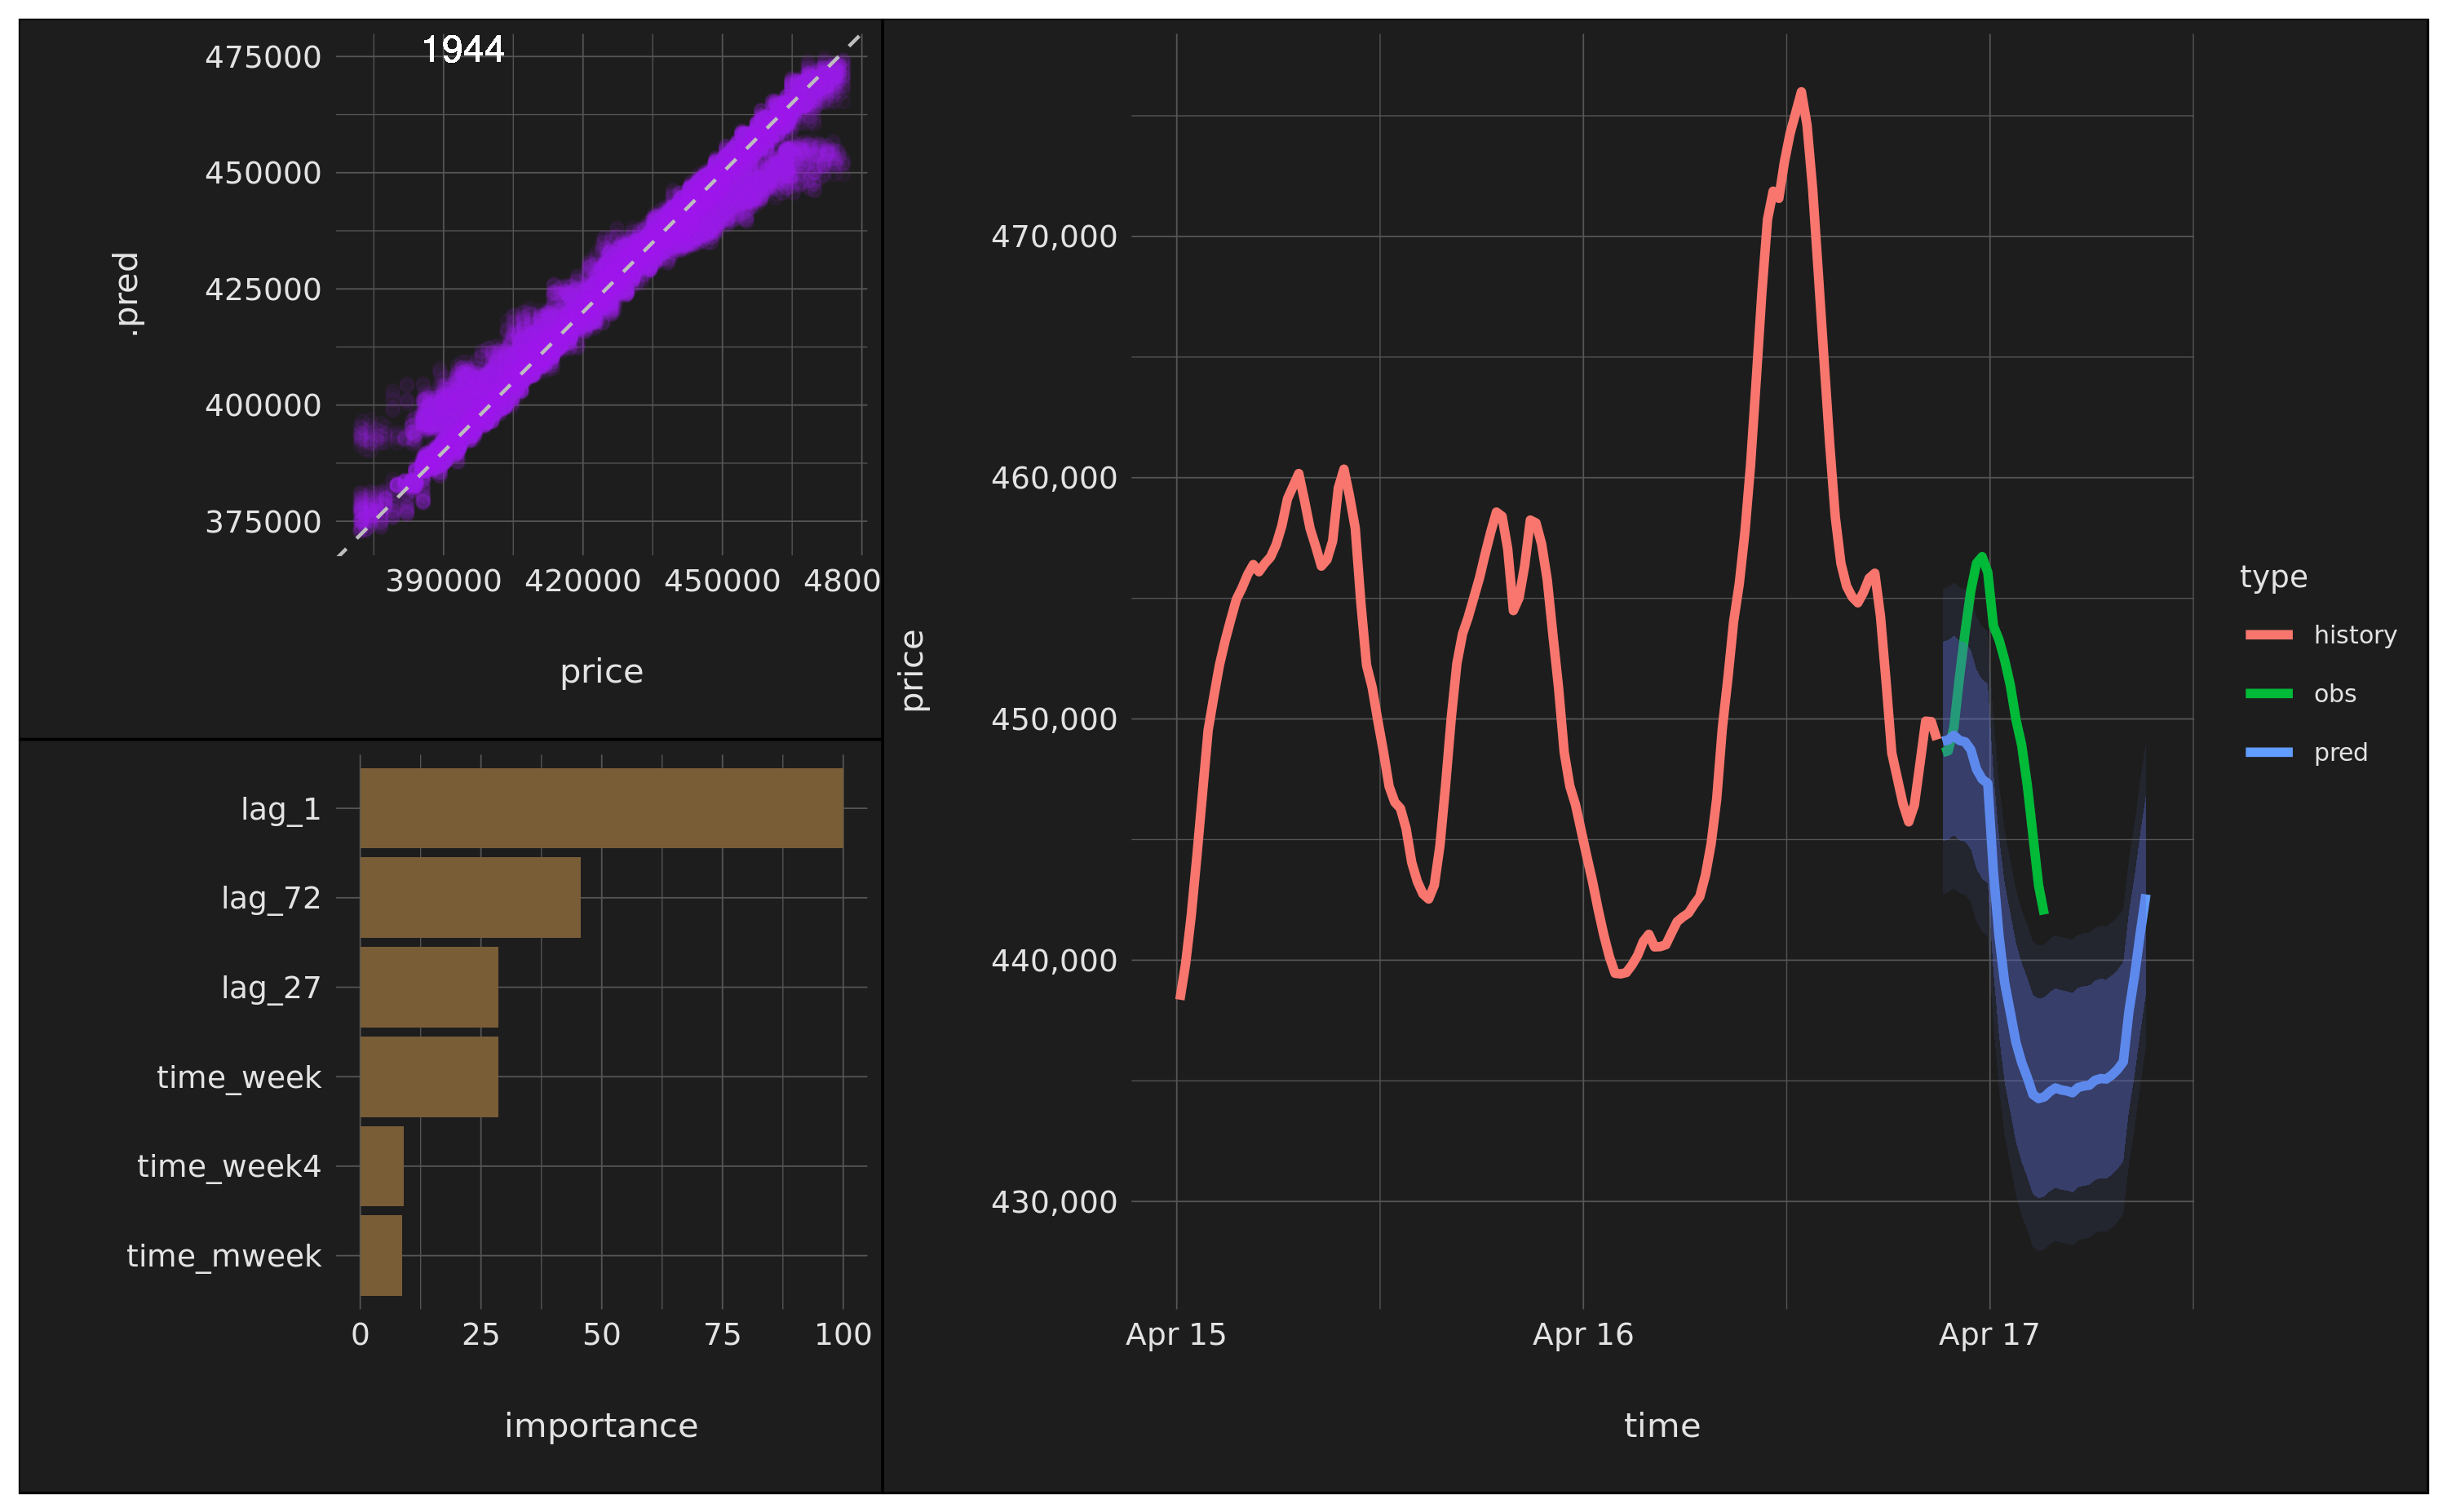 1944
475000
450000
425000
400000
375000
.pred
390000 420000 450000 4800
price
lag_1
lag_72
lag_27
time_week
time_week4
time_mweek
0 25 50 75 100
importance
470,000
460,000
450,000
440,000
430,000
price
Apr 15 Apr 16 Apr 17
time
type
history
obs
pred